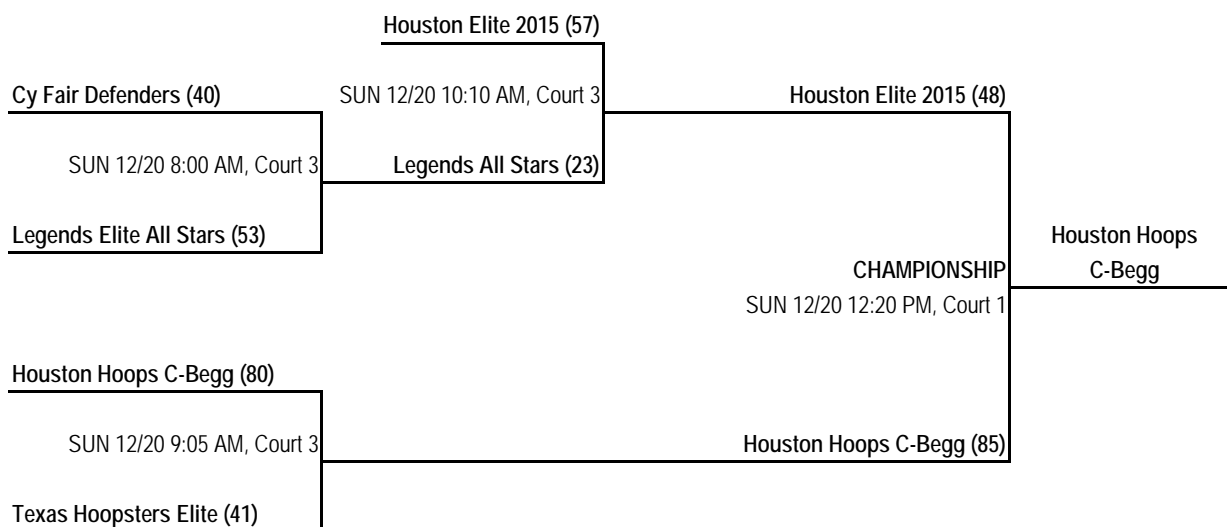 Houston Elite 2015 (57)
Cy Fair Defenders (40)
SUN 12/20 10:10 AM, Court 3
Houston Elite 2015 (48)
SUN 12/20 8:00 AM, Court 3
Legends All Stars (23)
Legends Elite All Stars (53)
Houston Hoops
C-Begg
CHAMPIONSHIP
SUN 12/20 12:20 PM, Court 1
Houston Hoops C-Begg (80)
SUN 12/20 9:05 AM, Court 3
Houston Hoops C-Begg (85)
Texas Hoopsters Elite (41)